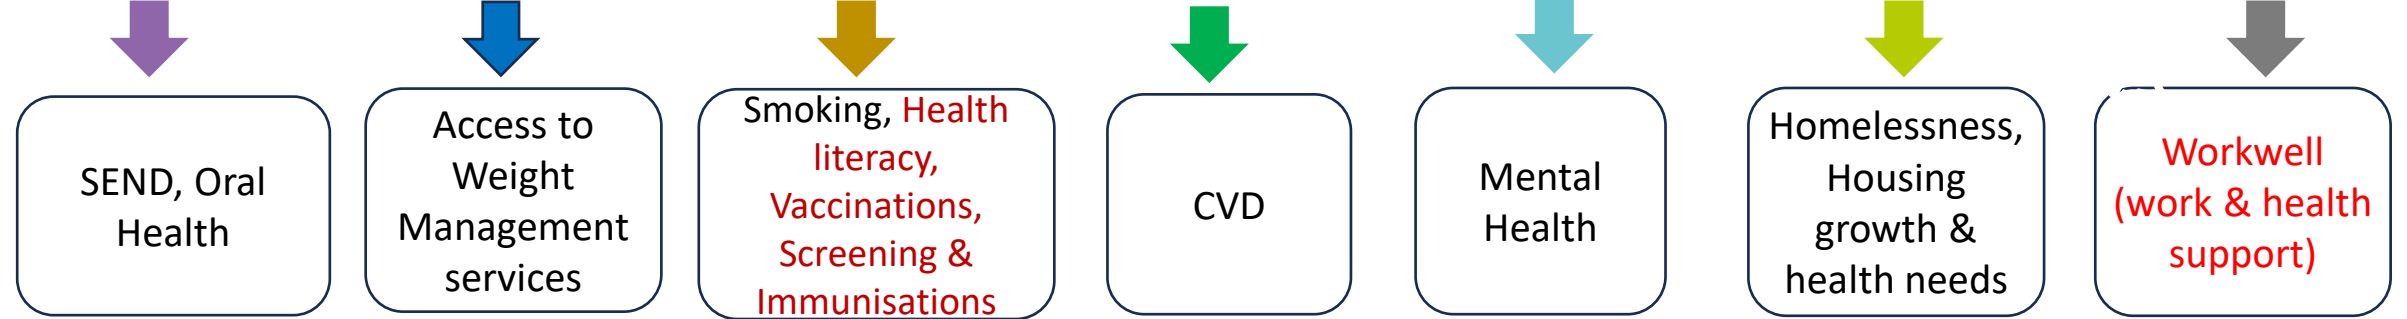 SEND, Oral
Health
Access to
Weight
Management
services
Smoking, Health
literacy,
Vaccinations,
Screening &
Immunisations
CVD
Mental
Health
Homelessness,
Housing
growth &
health needs
Workwell
(work & health
support)